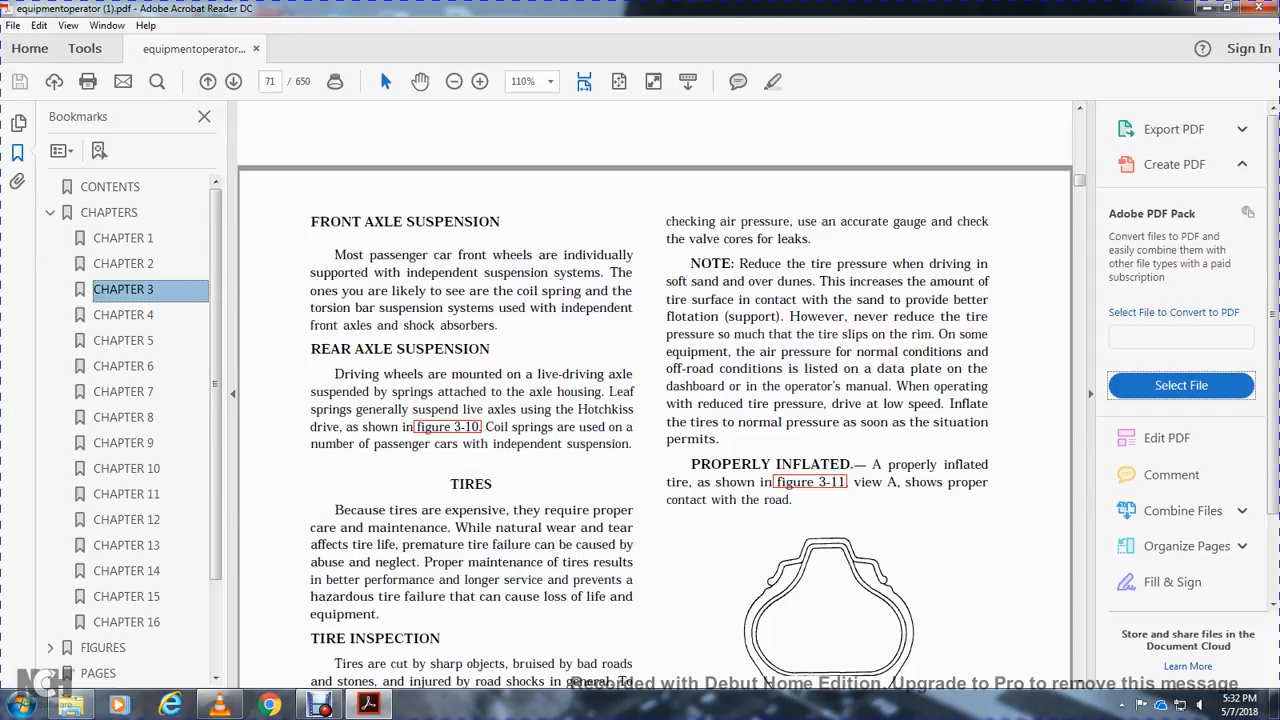 equipmentoperator (1).pdf - Adobe Acrobat Reader DC
File Edit View Window Help
Home Tools equipmentoperator... × Sign In
71 / 650 110%
Bookmarks
CONTENTS
CHAPTERS
CHAPTER 1
CHAPTER 2
CHAPTER 3
CHAPTER 4
CHAPTER 5
CHAPTER 6
CHAPTER 7
CHAPTER 8
CHAPTER 9
CHAPTER 10
CHAPTER 11
CHAPTER 12
CHAPTER 13
CHAPTER 14
CHAPTER 15
CHAPTER 16
FIGURES
PAGES
FRONT AXLE SUSPENSION
Most passenger car front wheels are individually
supported with independent suspension systems. The
ones you are likely to see are the coil spring and the
torsion bar suspension systems used with independent
front axles and shock absorbers.
REAR AXLE SUSPENSION
Driving wheels are mounted on a live-driving axle
suspended by springs attached to the axle housing. Leaf
springs generally suspend live axles using the Hotchkiss
drive, as shown in figure 3-10. Coil springs are used on a
number of passenger cars with independent suspension.
TIRES
Because tires are expensive, they require proper
care and maintenance. While natural wear and tear
affects tire life, premature tire failure can be caused by
abuse and neglect. Proper maintenance of tires results
in better performance and longer service and prevents a
hazardous tire failure that can cause loss of life and
equipment.
TIRE INSPECTION
Tires are cut by sharp objects, bruised by bad roads
and stones, and injured by road shocks in general. To
checking air pressure, use an accurate gauge and check
the valve cores for leaks.
NOTE: Reduce the tire pressure when driving in
soft sand and over dunes. This increases the amount of
tire surface in contact with the sand to provide better
flotation (support). However, never reduce the tire
pressure so much that the tire slips on the rim. On some
equipment, the air pressure for normal conditions and
off-road conditions is listed on a data plate on the
dashboard or in the operator's manual. When operating
with reduced tire pressure, drive at low speed. Inflate
the tires to normal pressure as soon as the situation
permits.
PROPERLY INFLATED.— A properly inflated
tire, as shown in figure 3-11, view A, shows proper
contact with the road.
Export PDF
Create PDF
Adobe PDF Pack
Convert files to PDF and
easily combine them with
other file types with a paid
subscription
Select File to Convert to PDF
Select File
Edit PDF
Comment
Combine Files
Organize Pages
Fill & Sign
Store and share files in the
Document Cloud
Learn More
NCH
Software
Recorded with Debut Home Edition. Upgrade to Pro to remove this message
5:32 PM
5/7/2018